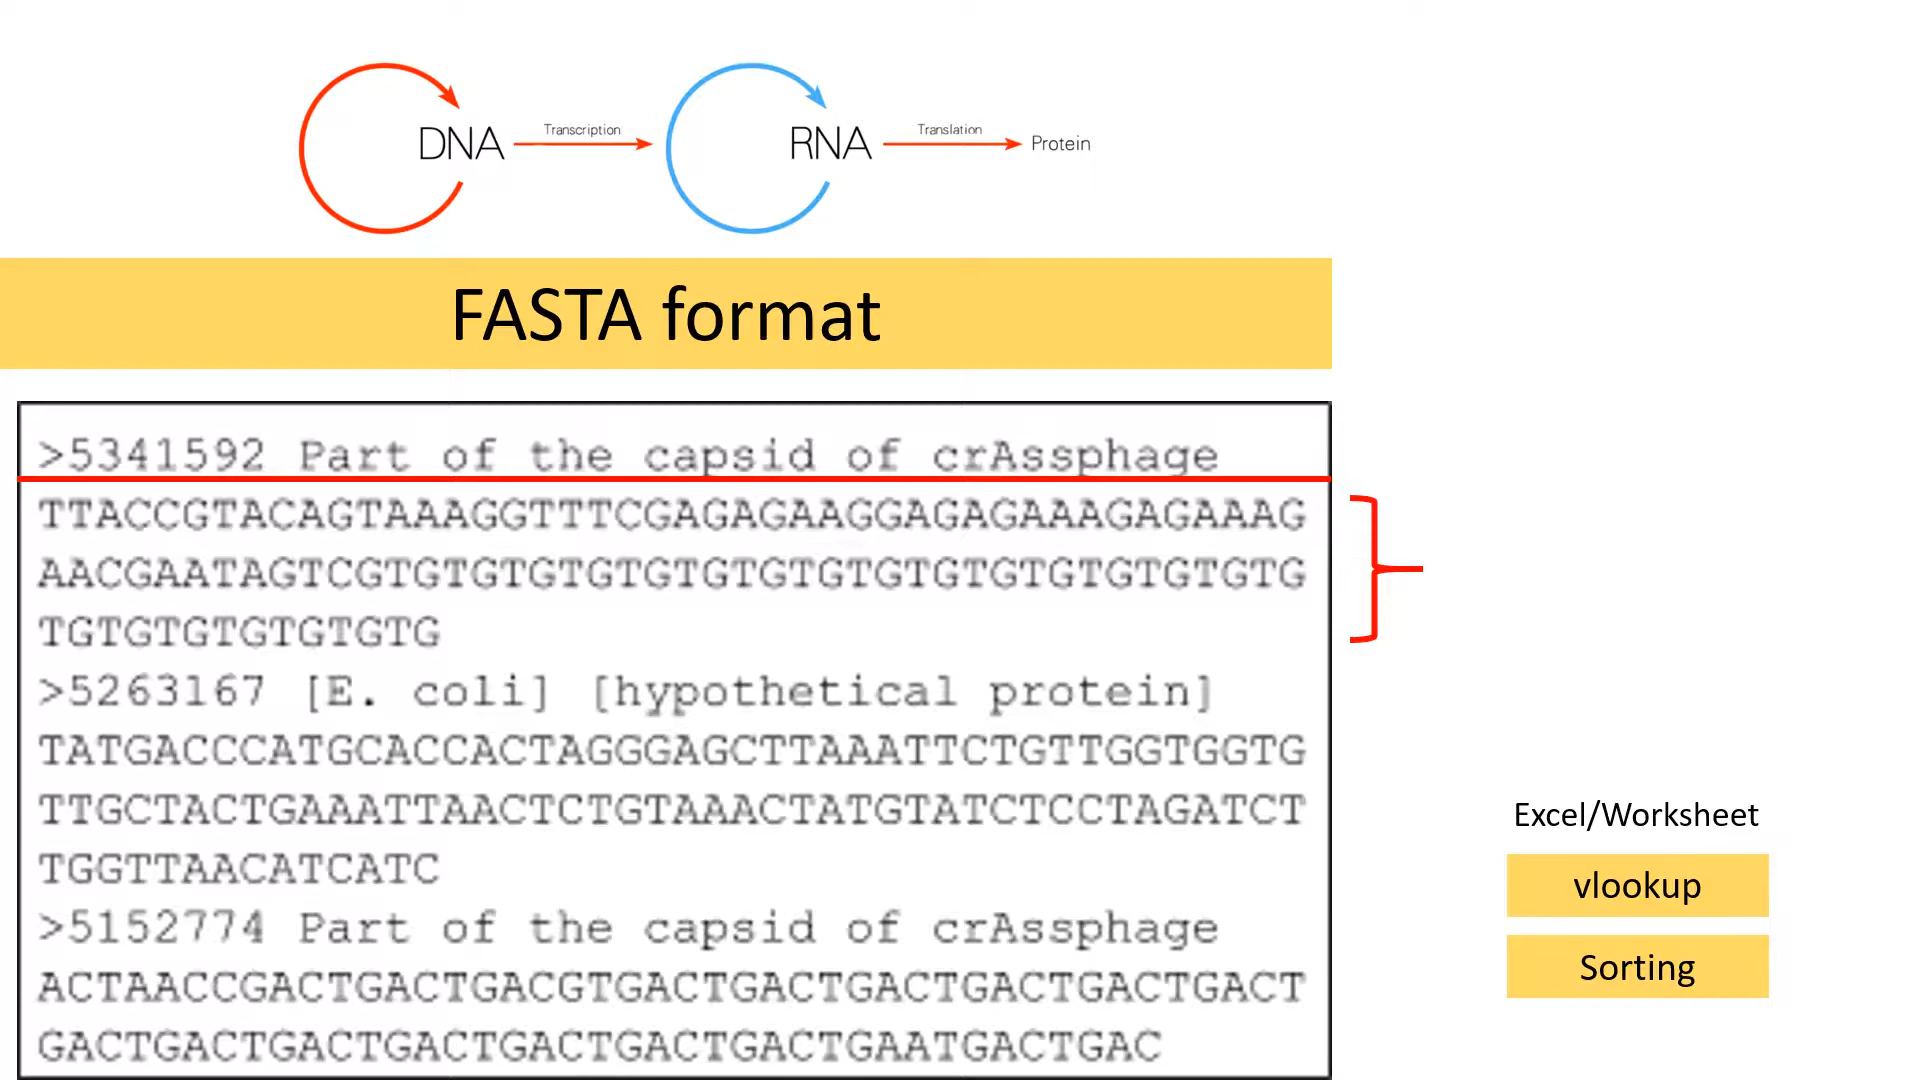 DNA Transcription RNA Translation Protein
FASTA format
>5341592 Part of the capsid of crAssphage
TTACCGTACAGTAAAGGTTTCGAGAGAAGGAGAGAAAGAGAAAG
AACGAATAGTCGTGTGTGTGTGTGTGTGTGTGTGTGTGTGTGTG
TGTGTGTGTGTGTG
>5263167 [E. coli] [hypothetical protein]
TATGACCCATGCACCACTAGGGAGCTTAAATTCTGTTGGTGGTG
TTGCTACTGAAATTAACTCTGTAAACTATGTATCTCCTAGATCT
TGGTTAACATCATC
>5152774 Part of the capsid of crAssphage
ACTAACCGACTGACTGACGTGACTGACTGACTGACTGACTGACT
GACTGACTGACTGACTGACTGACTGACTGAATGACTGAC
Excel/Worksheet
vlookup
Sorting